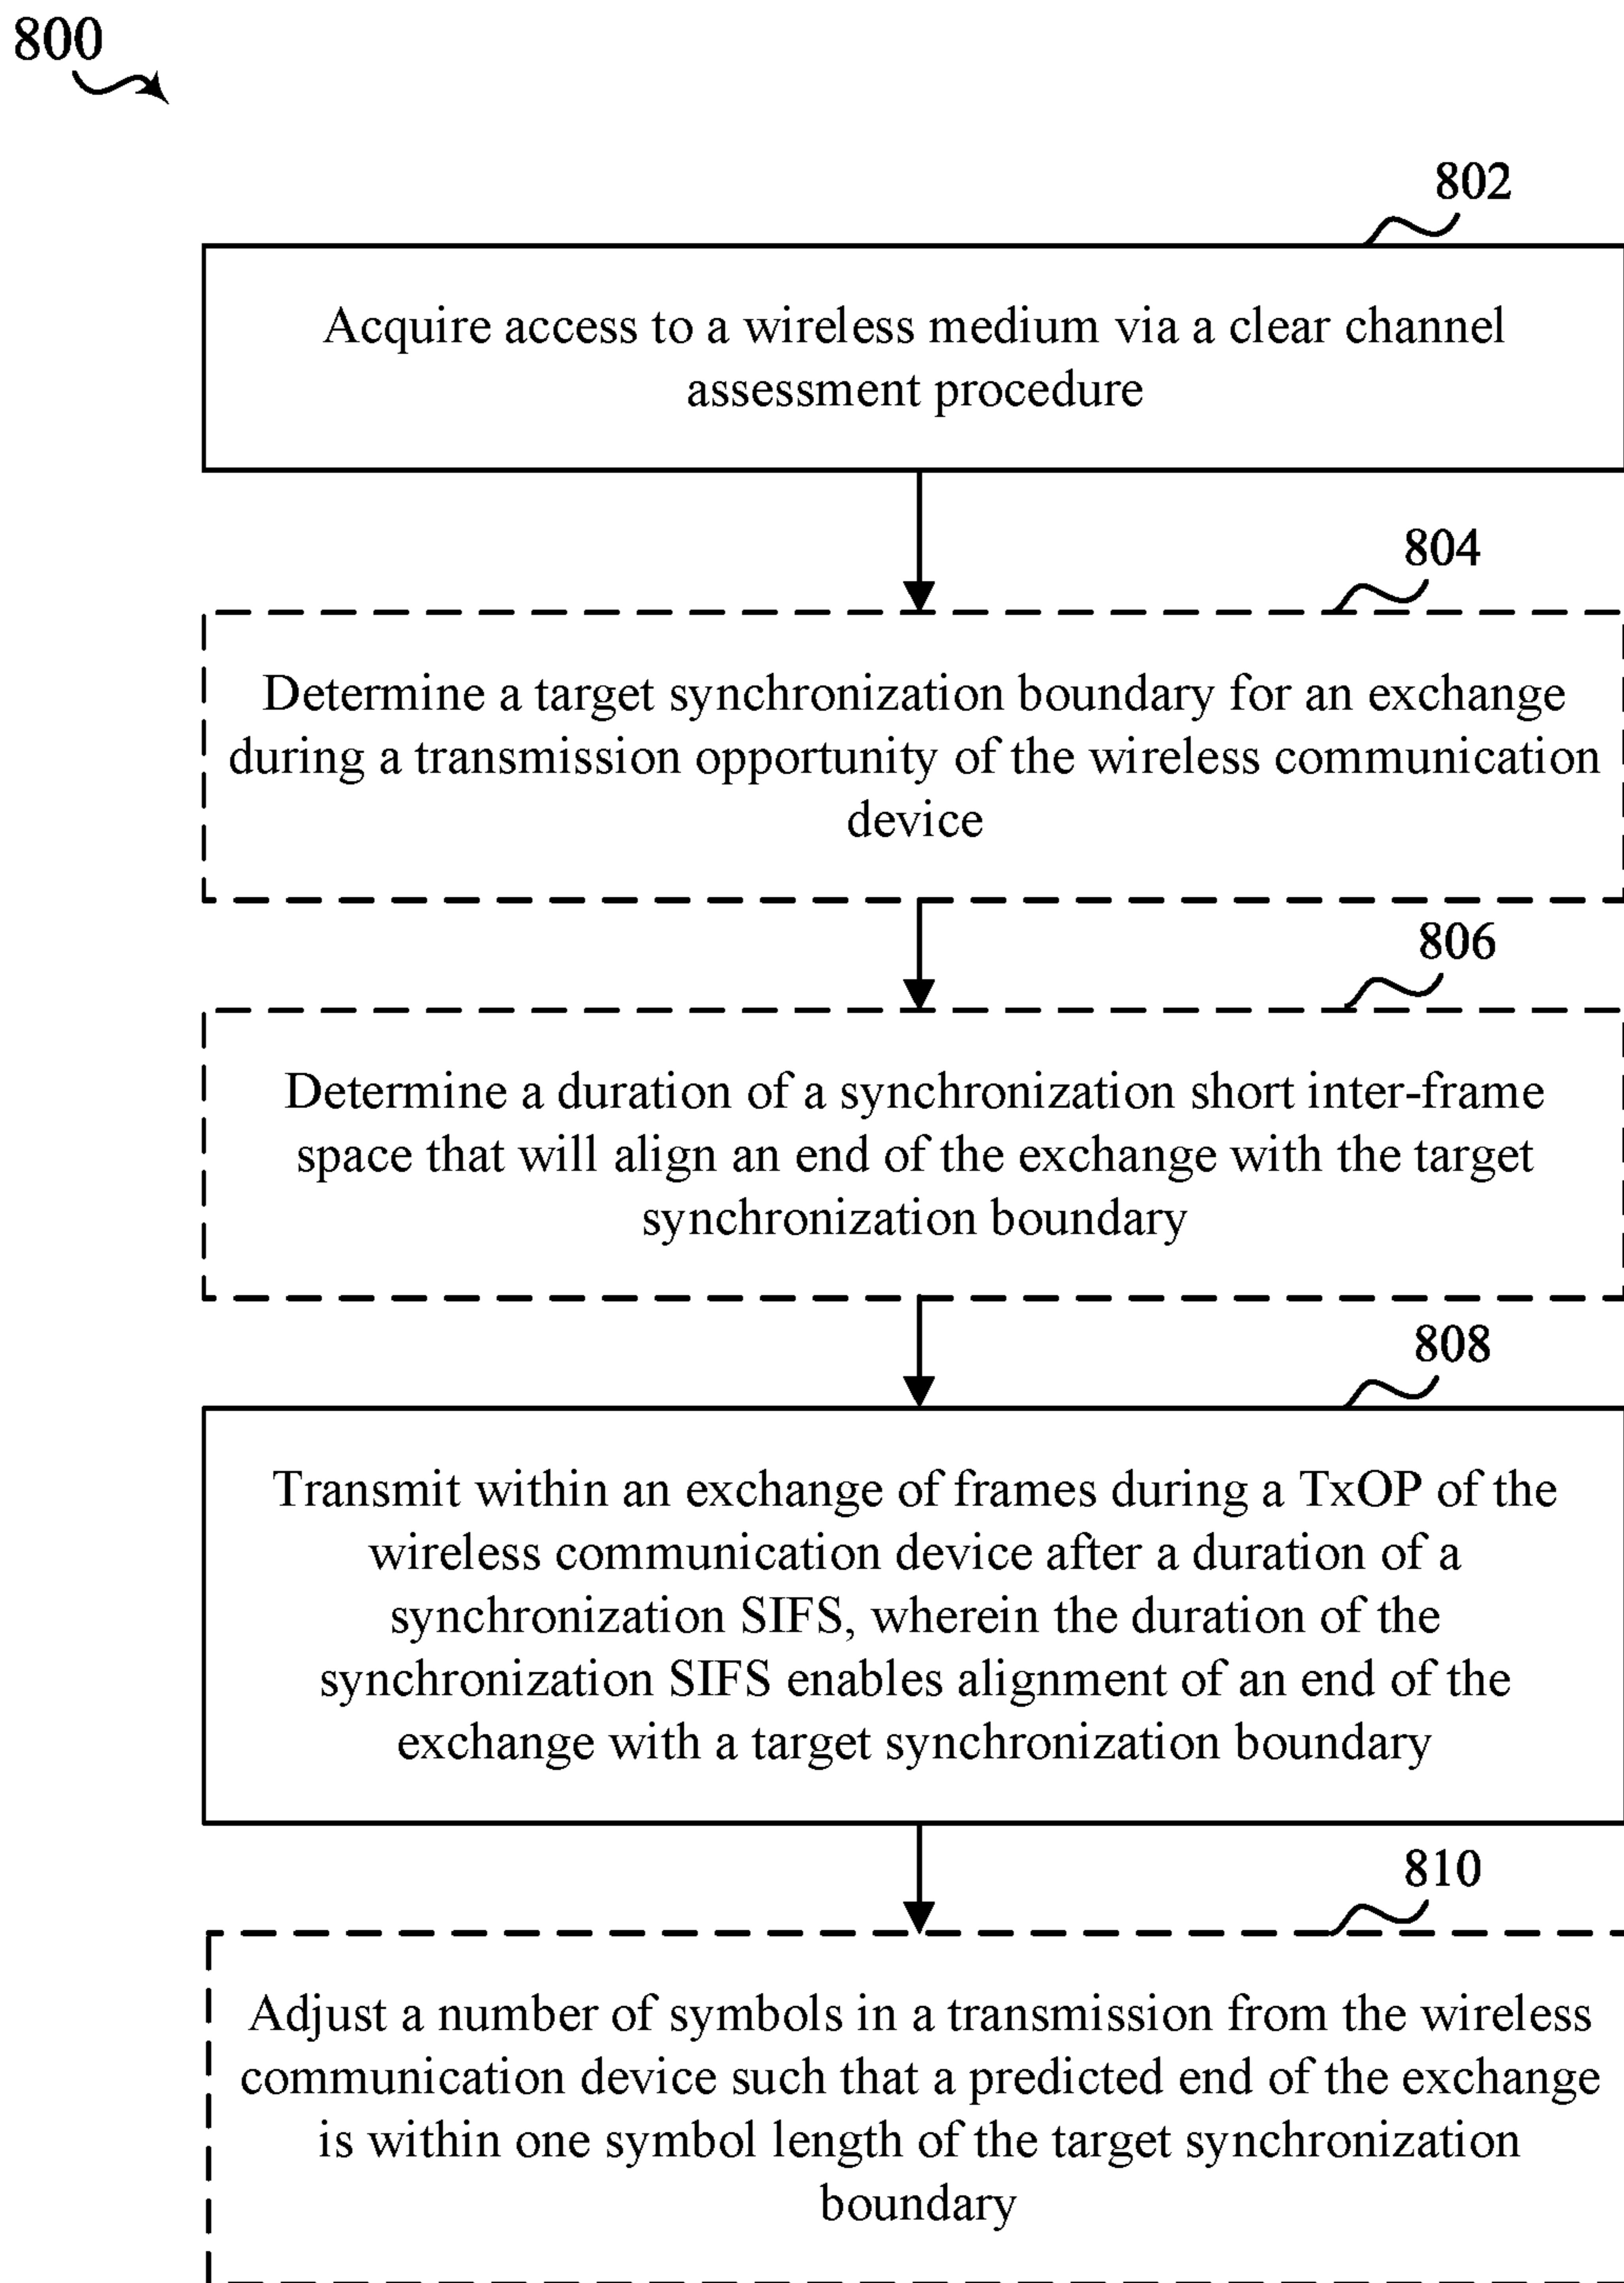 800
802
Acquire access to a wireless medium via a clear channel
assessment procedure
804
Determine a target synchronization boundary for an exchange
during a transmission opportunity of the wireless communication
device
806
Determine a duration of a synchronization short inter-frame
space that will align an end of the exchange with the target
synchronization boundary
808
Transmit within an exchange of frames during a TxOP of the
wireless communication device after a duration of a
synchronization SIFS, wherein the duration of the
synchronization SIFS enables alignment of an end of the
exchange with a target synchronization boundary
810
Adjust a number of symbols in a transmission from the wireless
communication device such that a predicted end of the exchange
is within one symbol length of the target synchronization
boundary